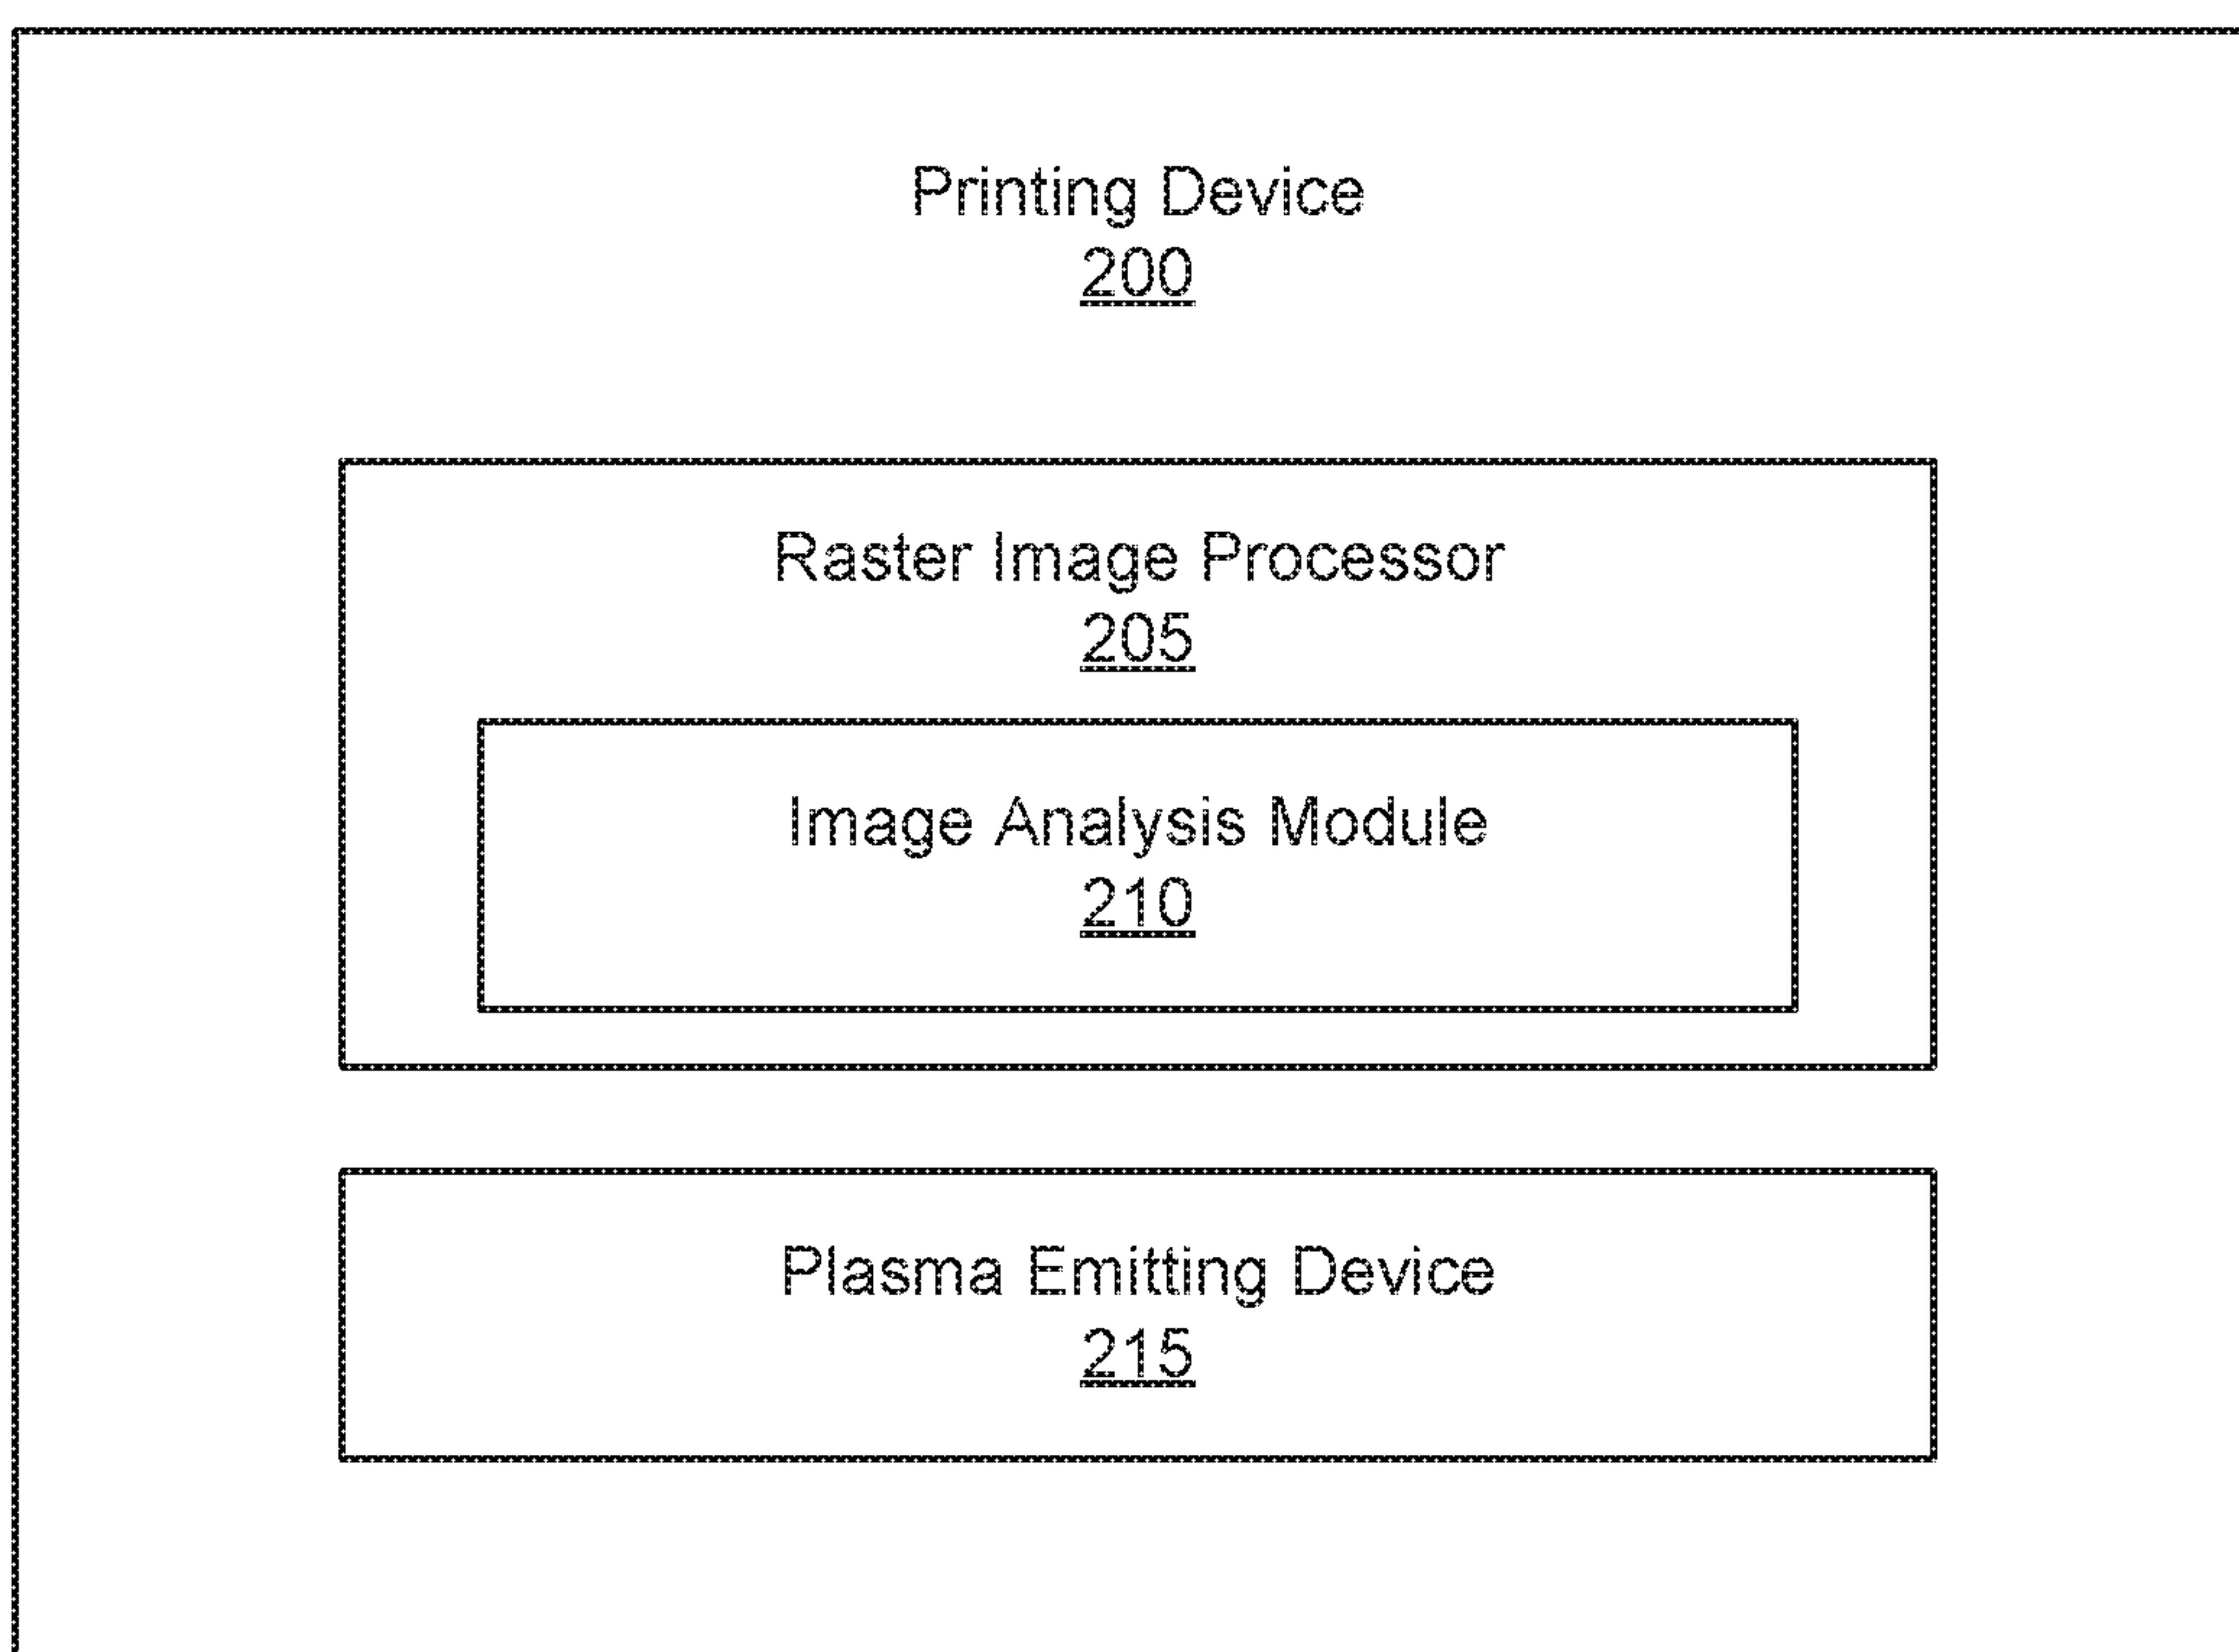 Printing Device
200
Raster Image Processor
205
Image Analysis Module
210
Plasma Emitting Device
215